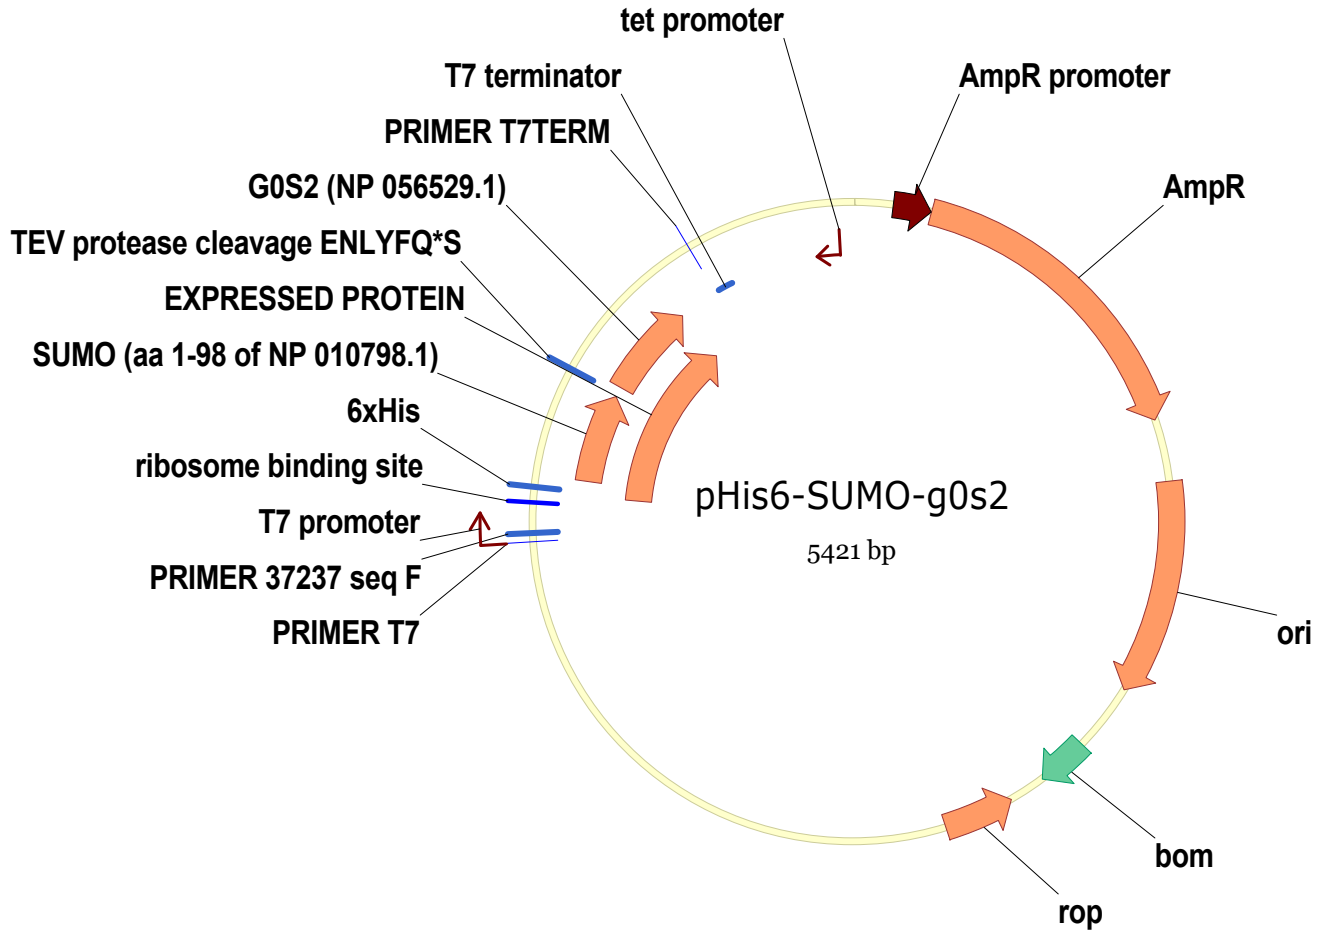 tet promoter
T7 terminator
AmpR promoter
PRIMER T7TERM
G0S2 (NP 056529.1)
AmpR
TEV protease cleavage ENLYFQ*S
EXPRESSED PROTEIN
SUMO (aa 1-98 of NP 010798.1)
6xHis
ribosome binding site
pHis6-SUMO-g0s2
T7 promoter
5421 bp
PRIMER 37237 seq F
PRIMER T7
ori
bom
rop